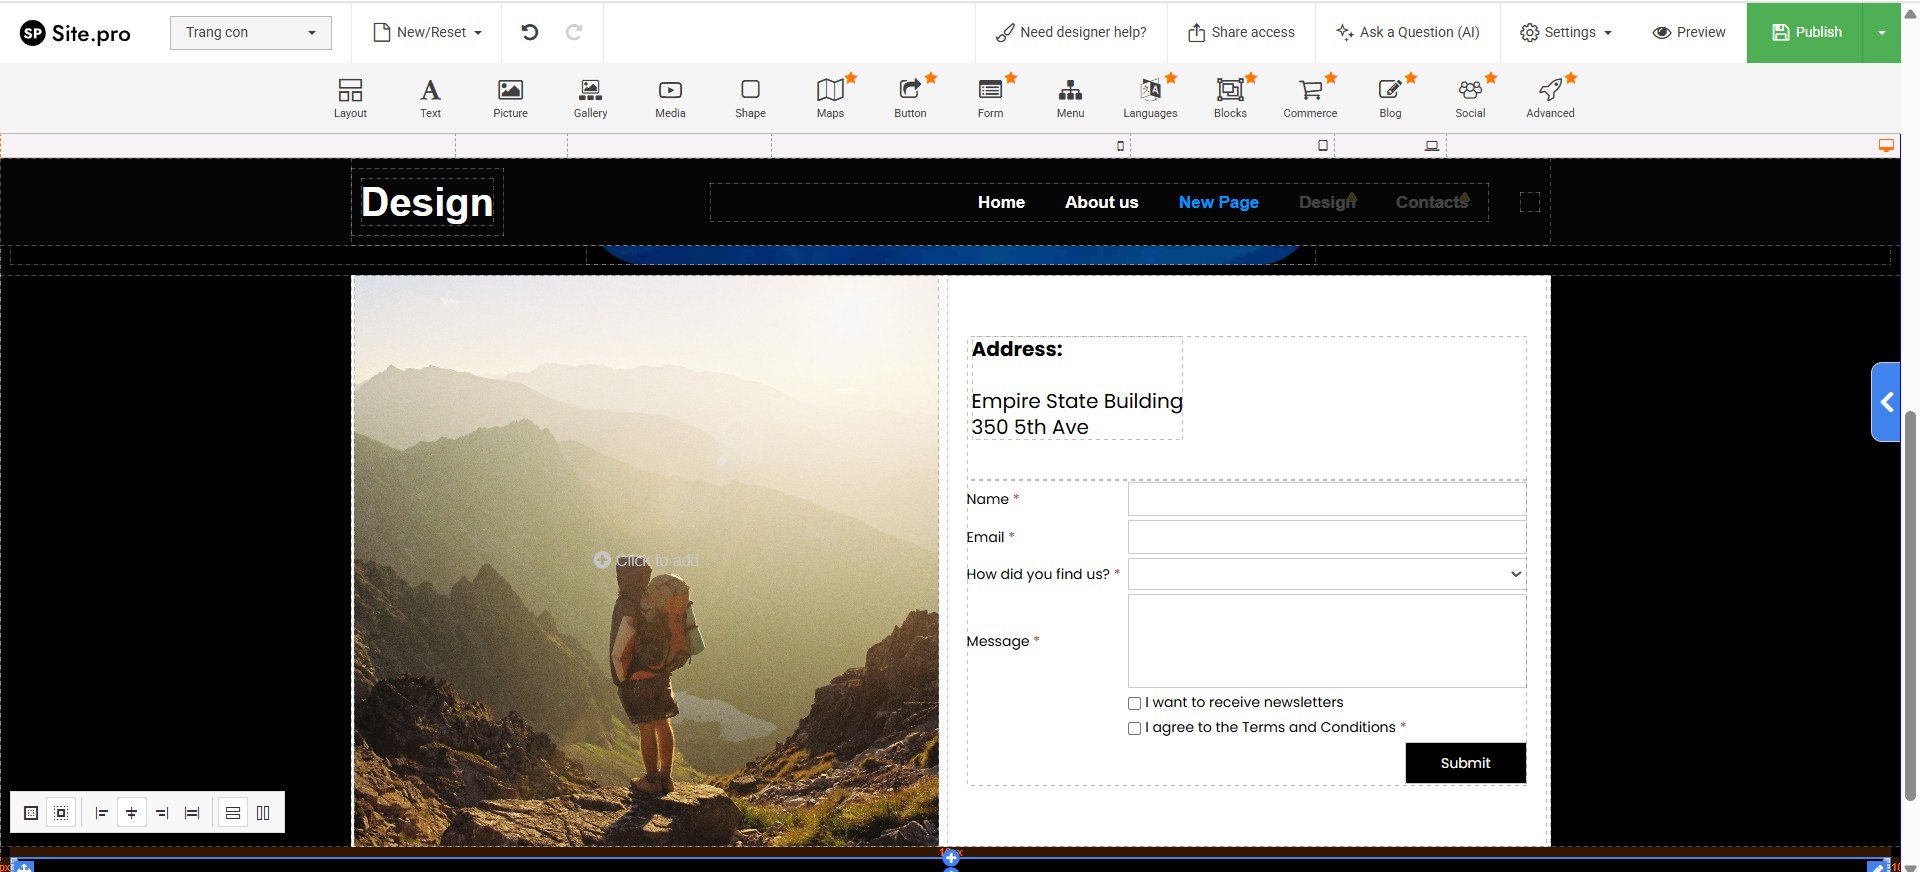 SP Site.pro
Trang con
New/Reset
Need designer help?
Share access
Ask a Question (AI)
Settings
Preview
Publish
Layout
Text
Picture
Gallery
Media
Shape
Maps
Button
Form
Menu
Languages
Blocks
Commerce
Blog
Social
Advanced
Design
Home
About us
New Page
Design
Contacts
Click to add
Address:
Empire State Building
350 5th Ave
Name *
Email *
How did you find us? *
Message *
I want to receive newsletters
I agree to the Terms and Conditions *
Submit